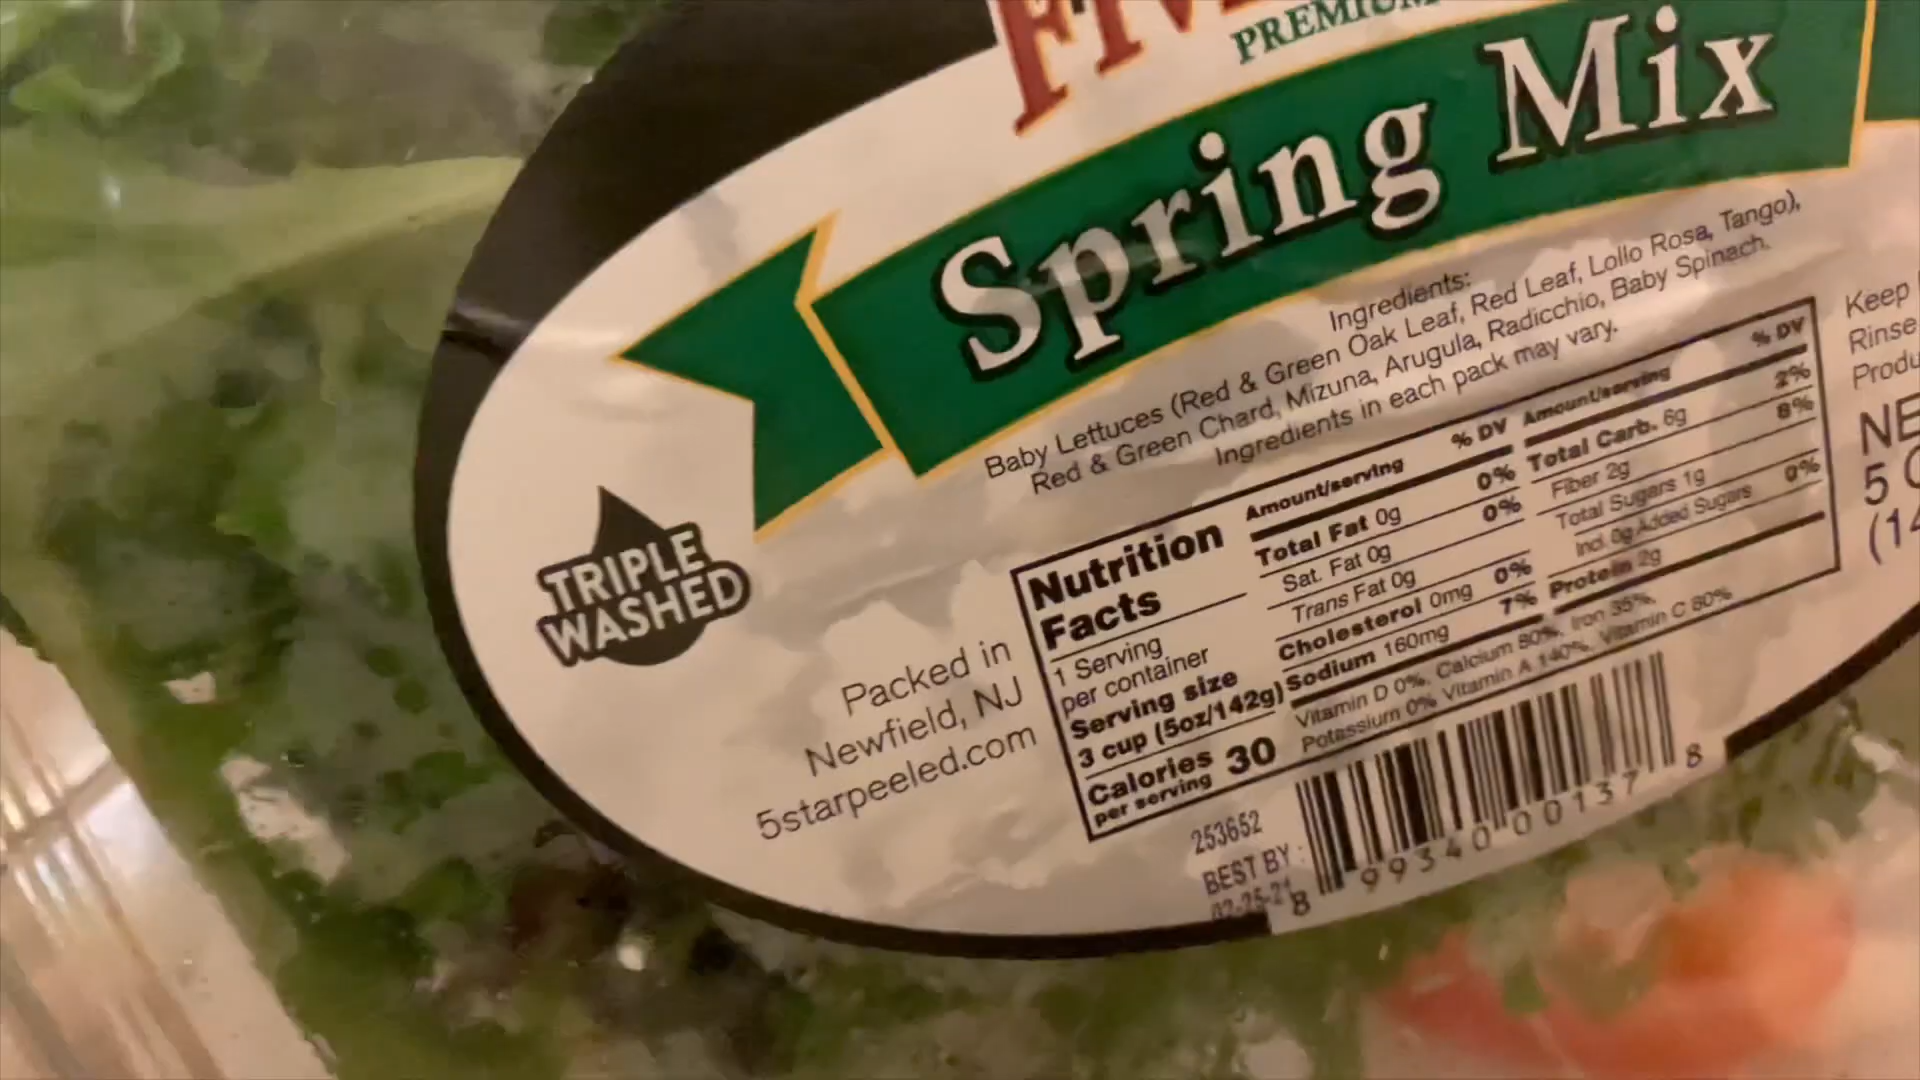 PREMIUM
Spring Mix
Ingredients:
Baby Lettuces (Red & Green Oak Leaf, Red Leaf, Lollo Rosa, Tango),
Red & Green Chard, Mizuna, Arugula, Radicchio, Baby Spinach.
Ingredients in each pack may vary.
TRIPLE
WASHED
Packed in
Newfield, NJ
5starpeeled.com
Nutrition
Facts
1 Serving
per container
Serving size
3 cup (5oz/142g)
Calories 30
per serving
Amount/serving % DV
Total Fat 0g 0%
Sat. Fat 0g 0%
Trans Fat 0g
Cholesterol 0mg 0%
Sodium 160mg 7%
Amount/serving % DV
Total Carb. 6g 2%
Fiber 2g 8%
Total Sugars 1g
Incl. 0g Added Sugars 0%
Protein 2g
Vitamin D 0%, Calcium 80%, Iron 35%,
Potassium 0% Vitamin A 140%, Vitamin C 80%
Keep
Rinse
Produ
NE
5
(14
253652
BEST BY:
02-25-21
8 99340 00137 8